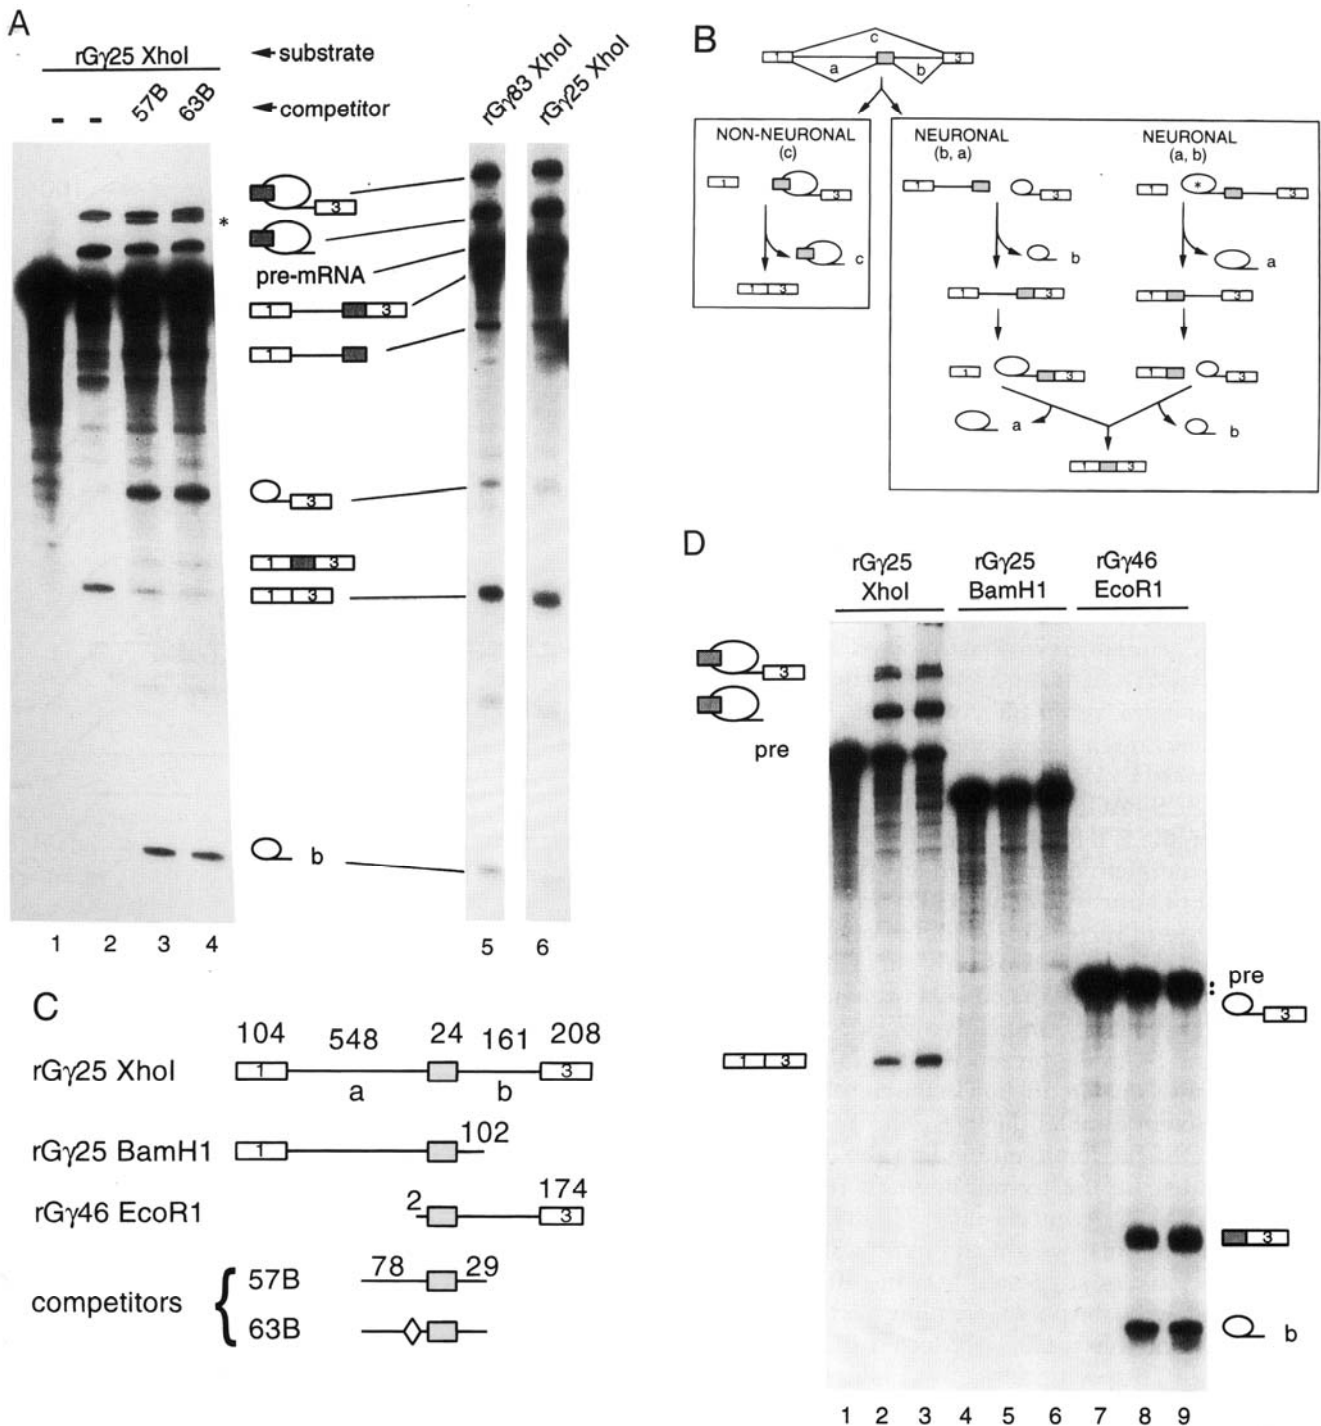 A
rGγ25 XhoI
substrate
- - 57B 63B
competitor
rGγ83 XhoI
rGγ25 XhoI
*
3
pre-mRNA
1 3
1
3
1 3
1 3
b
1 2 3 4 5 6
B
1 c 3
a b
NON-NEURONAL
(c)
1 3
c
1 3
NEURONAL
(b, a)
1 3
b
1 3
1 3
a
NEURONAL
(a, b)
1 * 3
a
1 3
1 3
b
1 3
C
104 548 24 161 208
rGγ25 XhoI 1 3
a b
102
rGγ25 BamH1 1
2 174
rGγ46 EcoR1 3
competitors
57B 78 29
63B
D
rGγ25 XhoI
rGγ25 BamH1
rGγ46 EcoR1
3
pre
1 3
pre
3
3
b
1 2 3 4 5 6 7 8 9